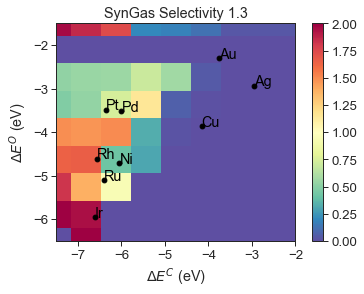 SynGas Selectivity 1.3
ΔE^O (eV)
−2
−3
−4
−5
−6
Au
Ag
Pt
Pd
Cu
Rh
Ni
Ru
Ir
−7
−6
−5
−4
−3
−2
ΔE^C (eV)
2.00
1.75
1.50
1.25
1.00
0.75
0.50
0.25
0.00